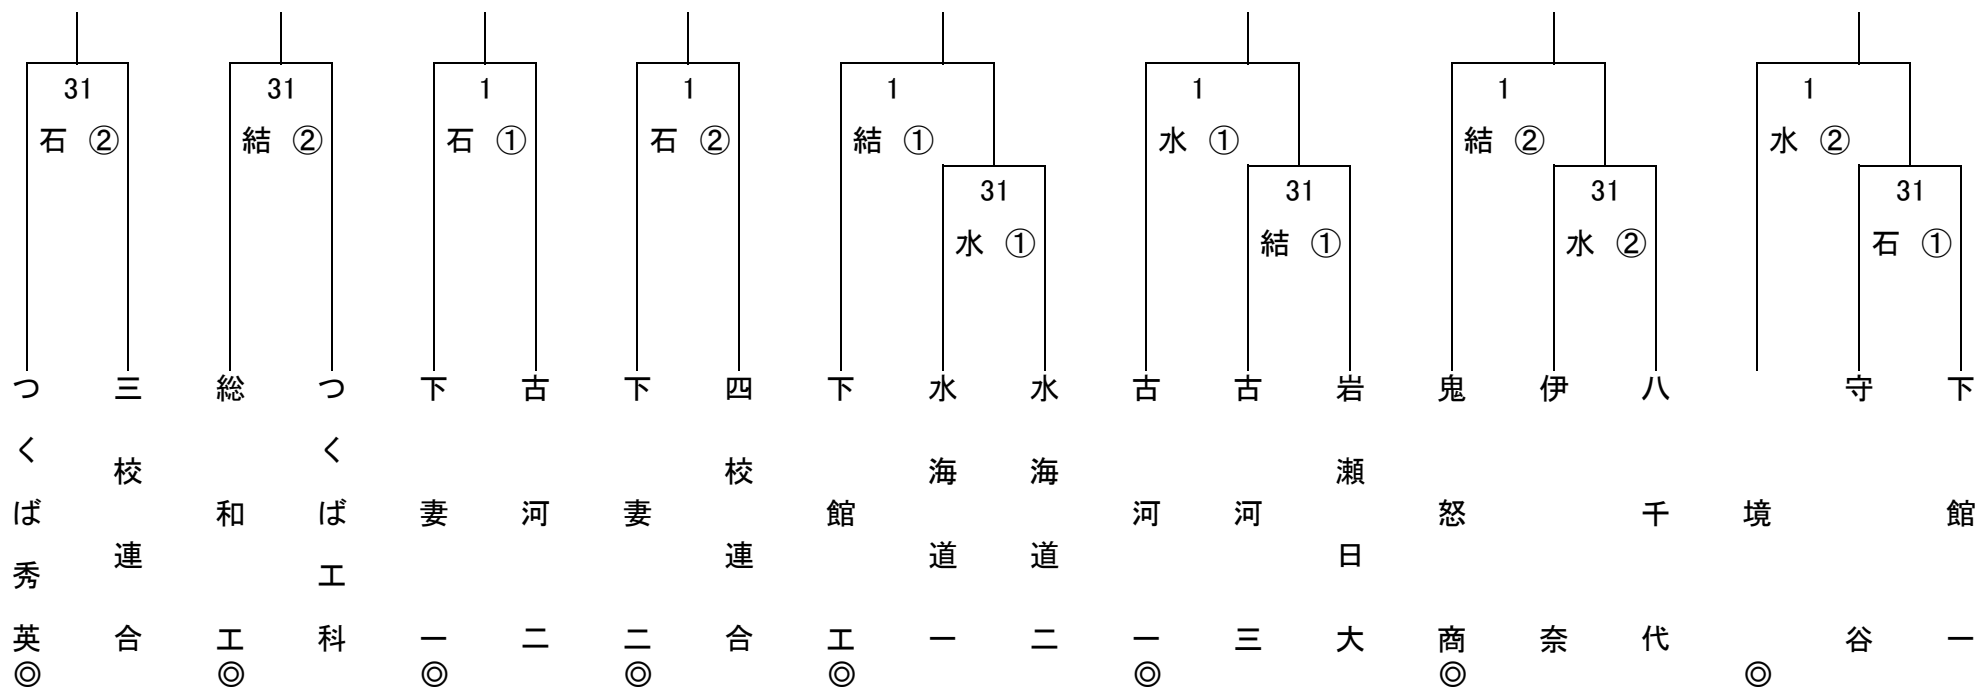 31 31 1 1 1 1 1 1
石 ② 結 ② 石 ① 石 ② 結 ① 水 ① 結 ② 水 ②
31 31 31 31
水 ① 結 ① 水 ② 石 ①
つくば秀英
三校連合
総和工
つくば工科
下妻一
古河二
下妻二
四校連合
下館工
水海道一
水海道二
古河一
古河三
岩瀬日大
鬼怒商
伊奈
八千代
境
守谷
下館一
◎ ◎ ◎ ◎ ◎ ◎ ◎ ◎